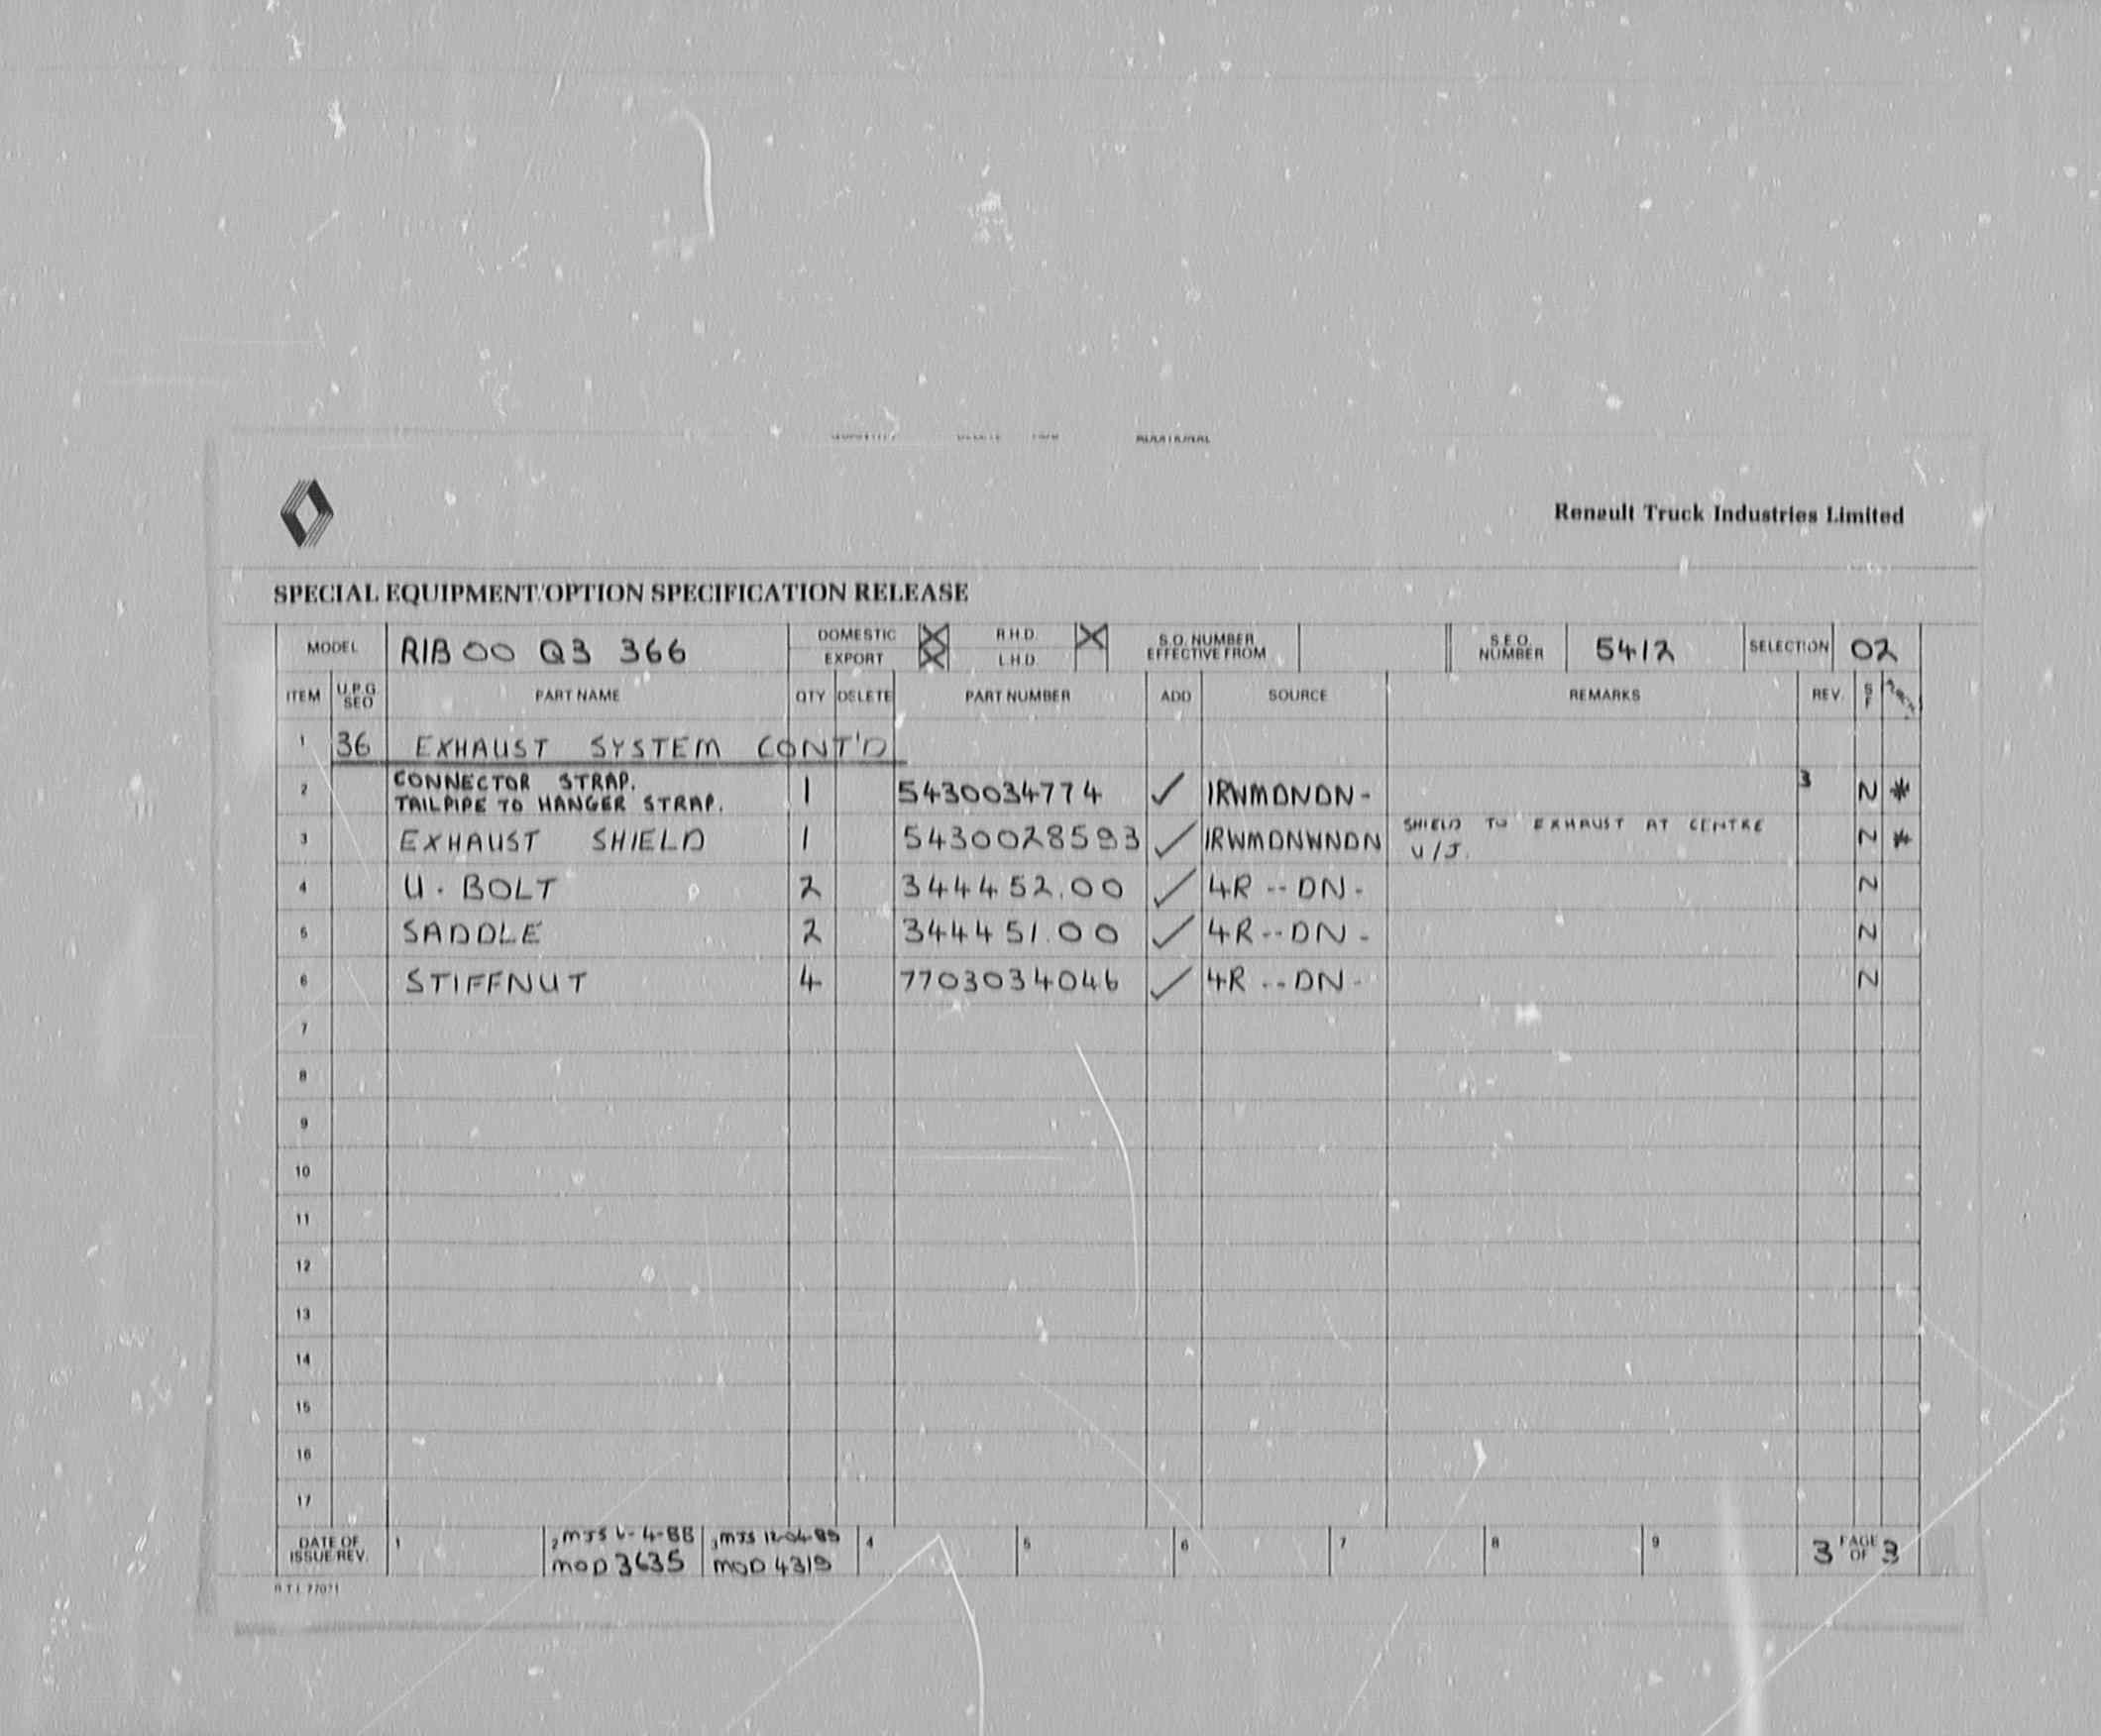 Renault Truck Industries Limited
SPECIAL EQUIPMENT/OPTION SPECIFICATION RELEASE
MODEL R1B 00 Q3 366 DOMESTIC X R.H.D. X S.O. NUMBER EFFECTIVE FROM S.E.O. NUMBER 5412 SELECTION 02
EXPORT X L.H.D.
ITEM U.P.G. SEO PART NAME QTY DELETE PART NUMBER ADD SOURCE REMARKS REV. S F
1 36 EXHAUST SYSTEM CONT'D
2 CONNECTOR STRAP. 1 5430034774 ✓ 1RWMDNDN- 3 N *
TAILPIPE TO HANGER STRAP.
3 EXHAUST SHIELD 1 5430028593 ✓ 1RWMDNWNDN SHIELD TO EXHAUST AT CENTRE N *
U/J.
4 U. BOLT 2 344452.00 ✓ 4R -- DN - N
5 SADDLE 2 344451.00 ✓ 4R -- DN - N
6 STIFFNUT 4 7703034046 ✓ 4R -- DN - N
7
8
9
10
11
12
13
14
15
16
17
DATE OF ISSUE/REV. 1 2 MJS 6-4-88 3 MJS 12-04-89 4 5 6 7 8 9 3 PAGE OF 3
MOD 3635 MOD 4319
R.T.I. 77071